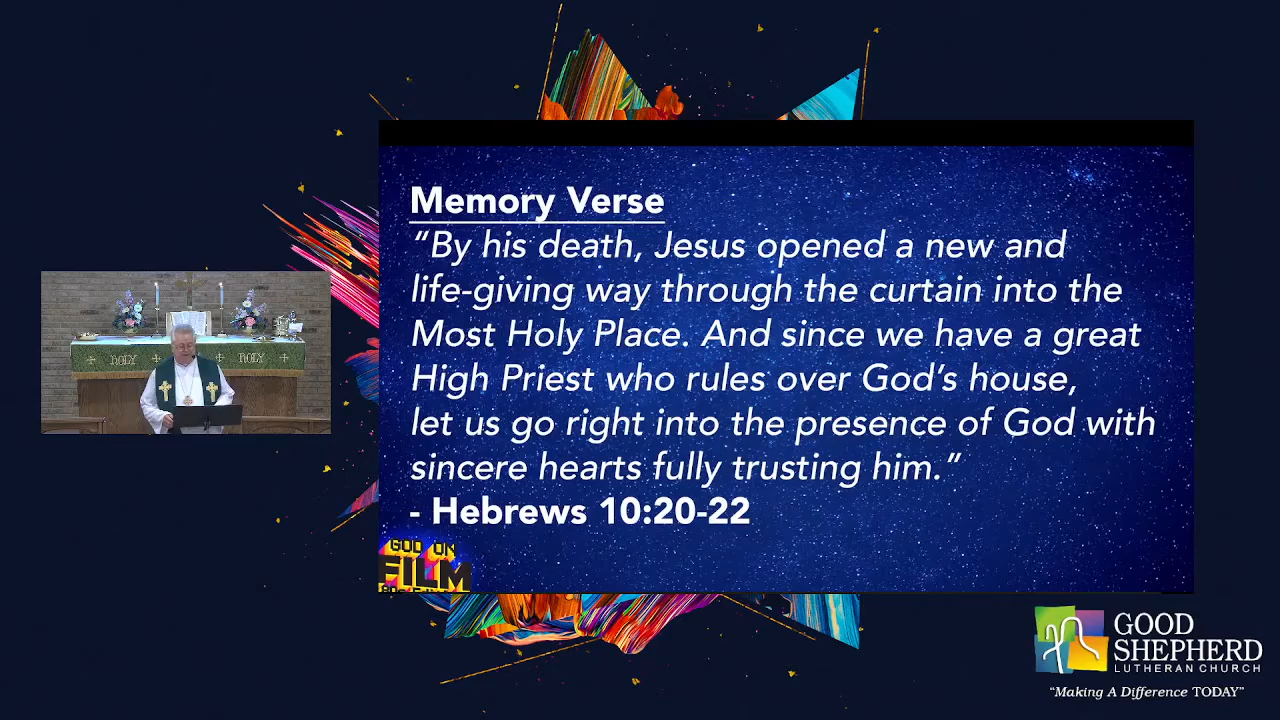 Memory Verse
“By his death, Jesus opened a new and
life-giving way through the curtain into the
Most Holy Place. And since we have a great
High Priest who rules over God’s house,
let us go right into the presence of God with
sincere hearts fully trusting him.”
- Hebrews 10:20-22
GOD ON
FILM
HOLY HOLY
GOOD
SHEPHERD
LUTHERAN CHURCH
“Making A Difference TODAY”